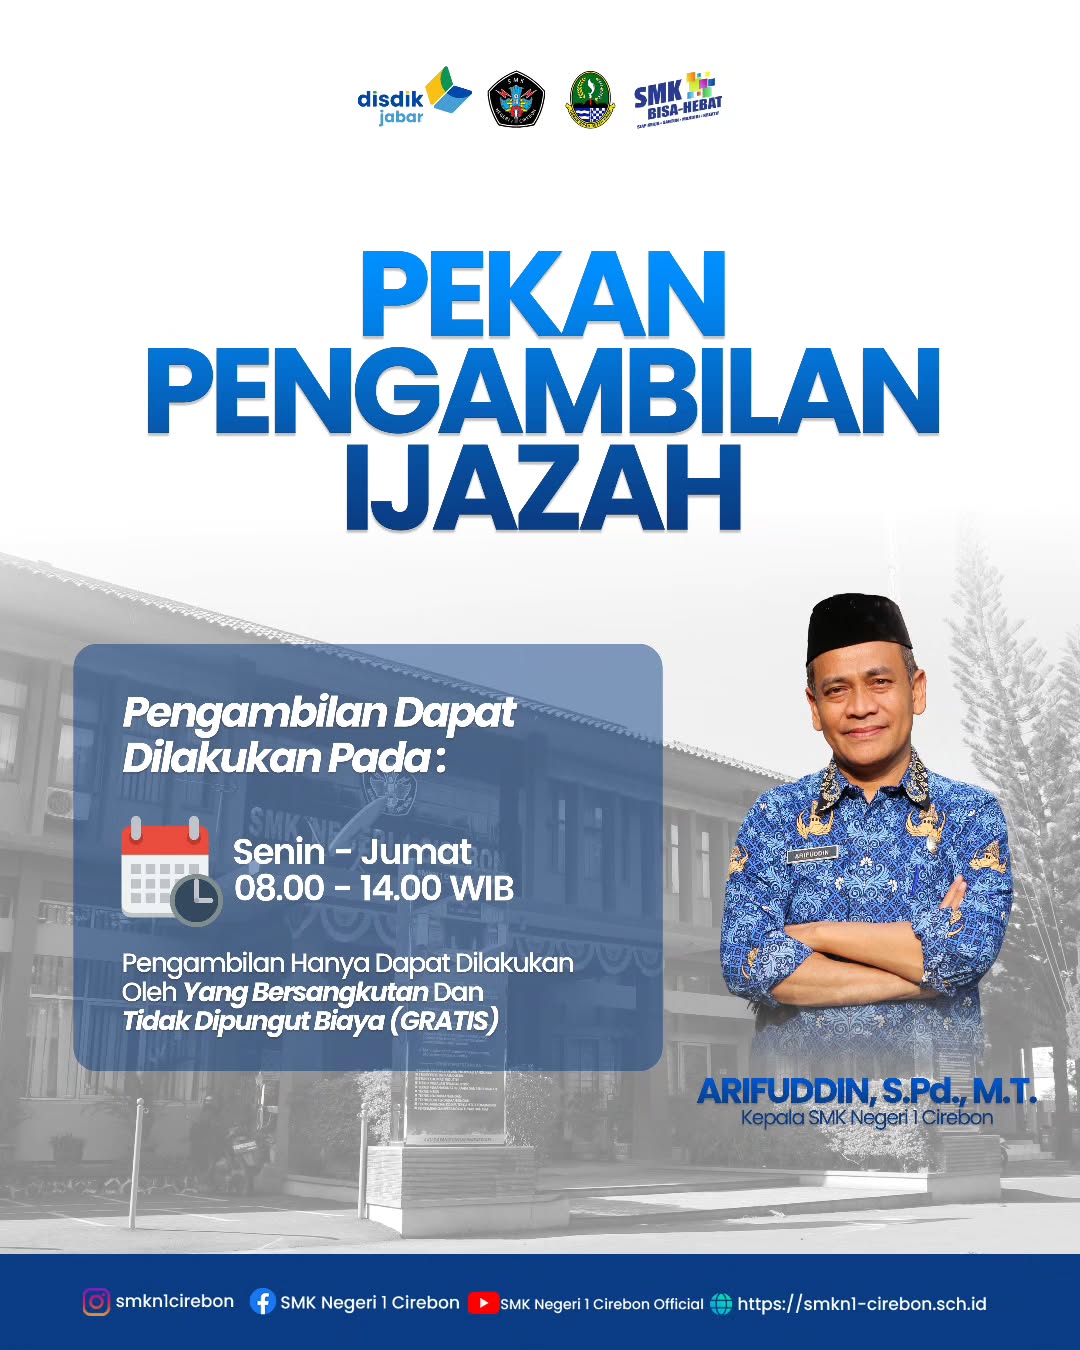 disdik
jabar
SMK
BISA-HEBAT
PEKAN
PENGAMBILAN
IJAZAH
Pengambilan Dapat
Dilakukan Pada :
Senin - Jumat
08.00 - 14.00 WIB
Pengambilan Hanya Dapat Dilakukan
Oleh Yang Bersangkutan Dan
Tidak Dipungut Biaya (GRATIS)
ARIFUDDIN
ARIFUDDIN, S.Pd., M.T.
Kepala SMK Negeri 1 Cirebon
smkn1cirebon
SMK Negeri 1 Cirebon
SMK Negeri 1 Cirebon Official
https://smkn1-cirebon.sch.id